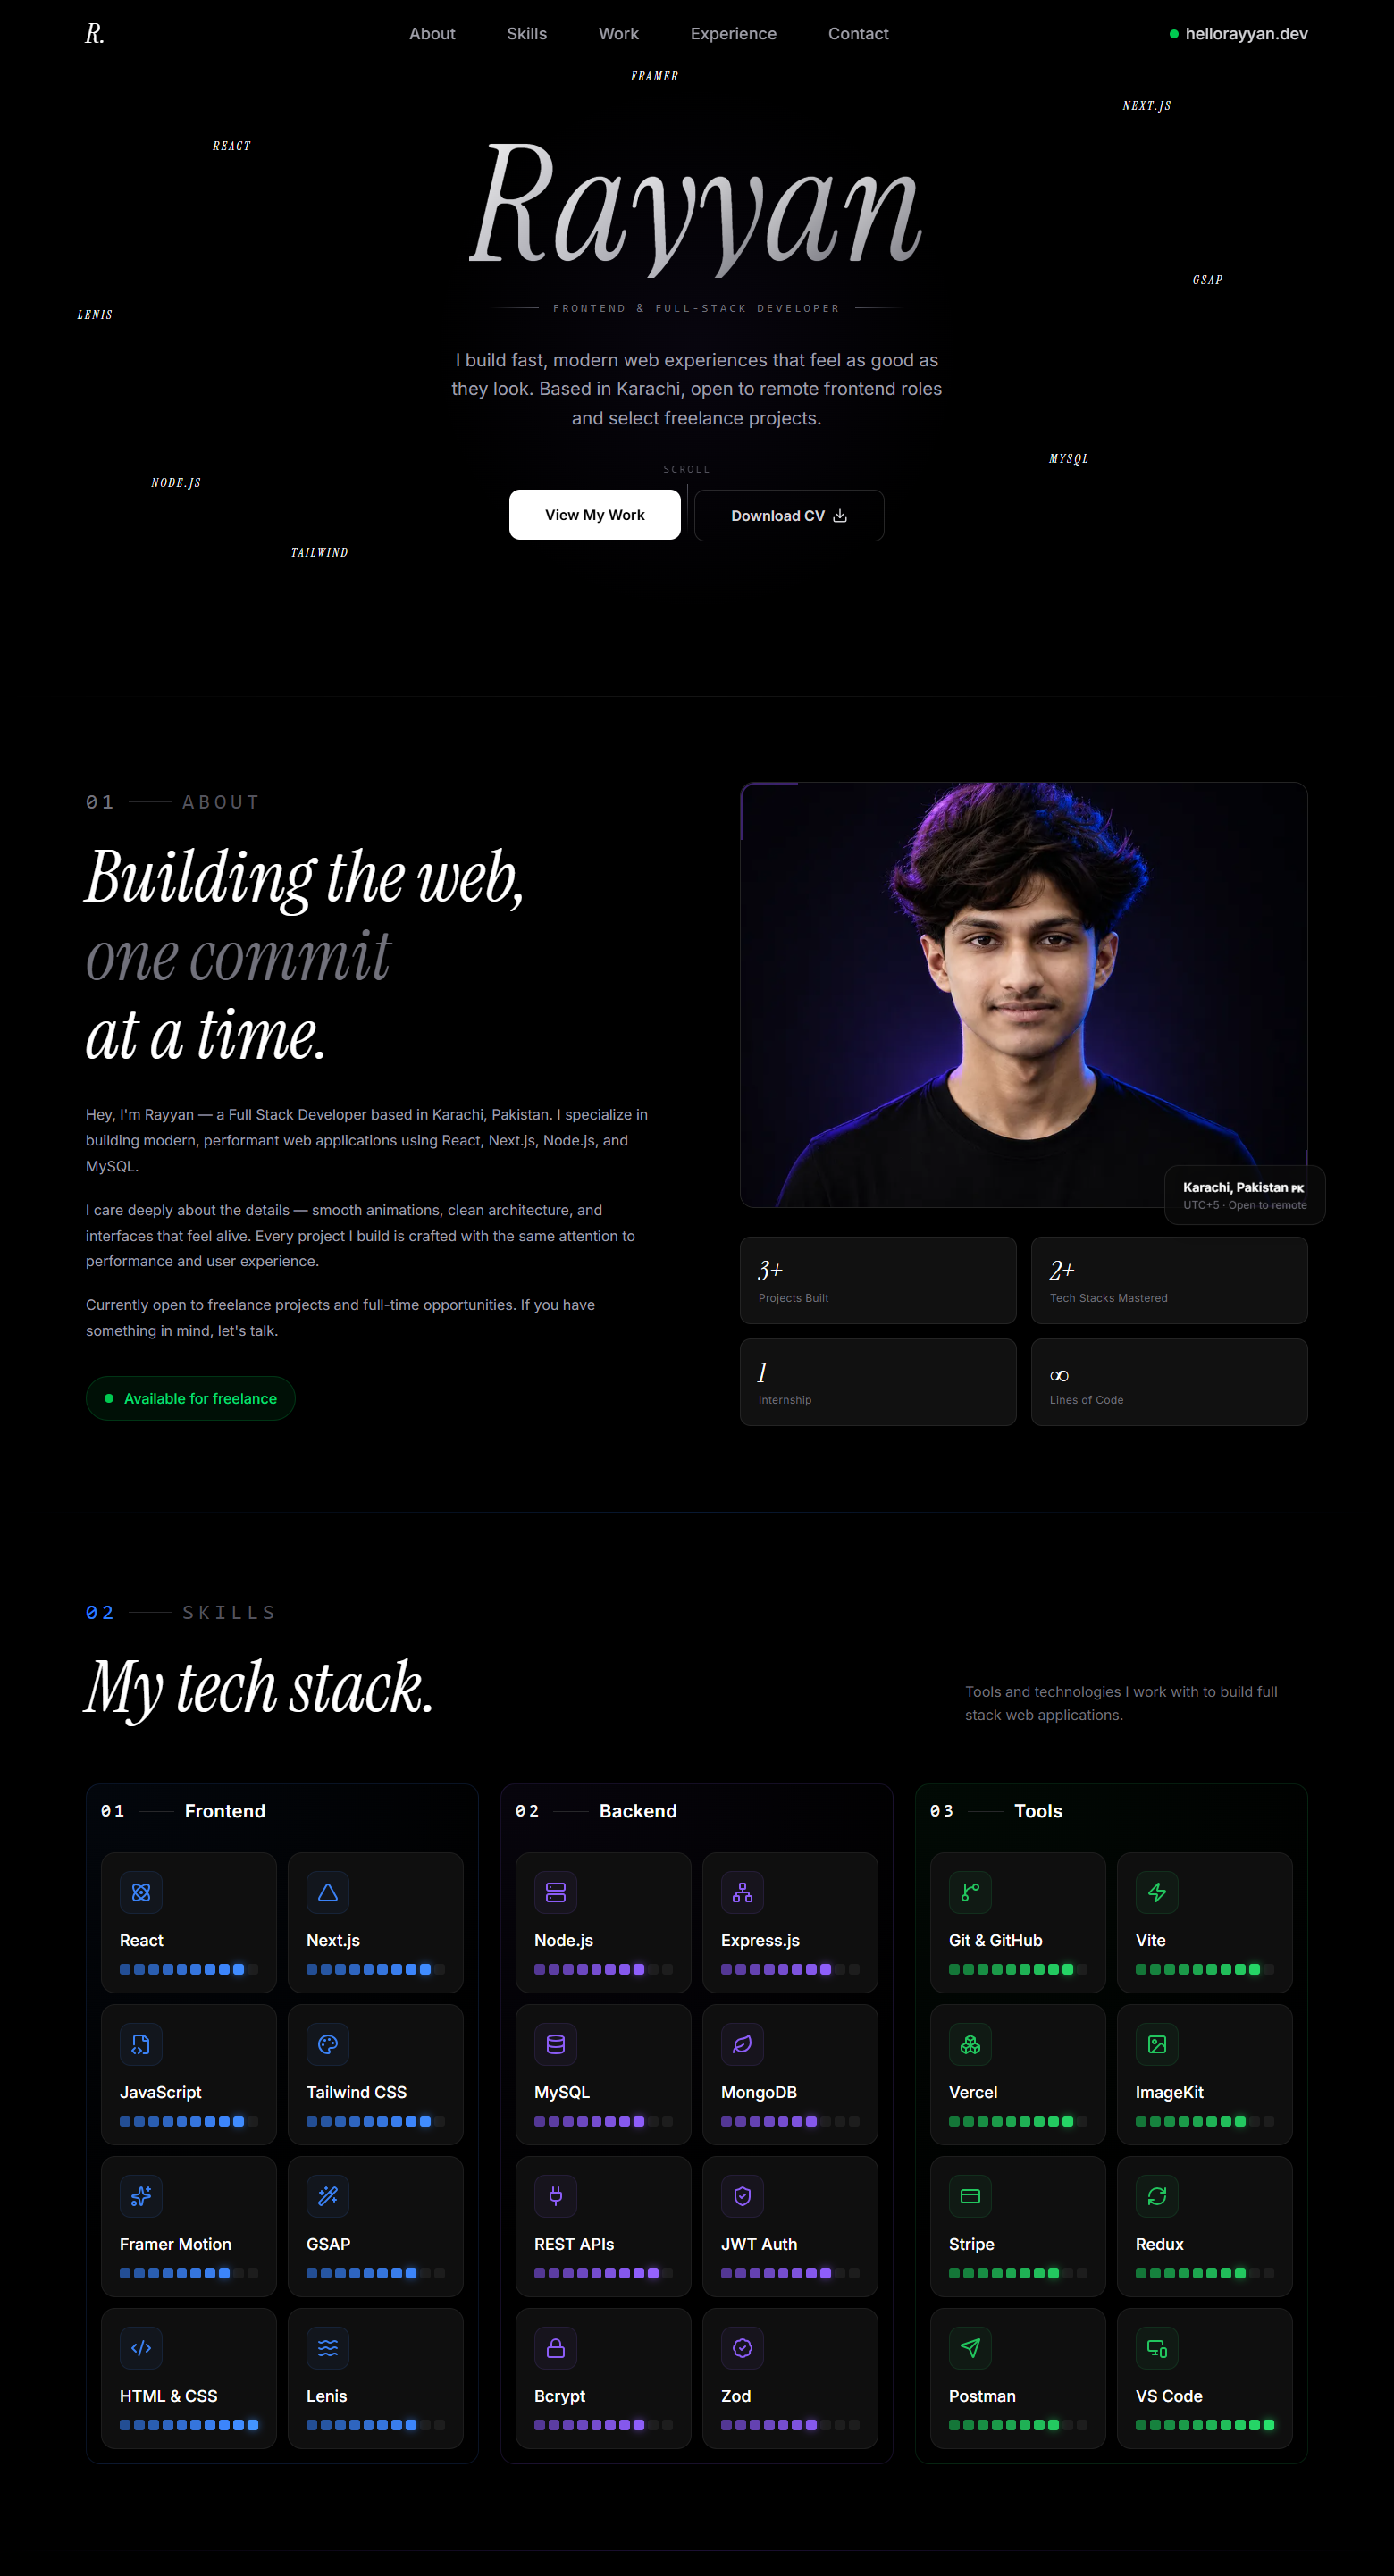 R.
About
Skills
Work
Experience
Contact
hellorayyan.dev
FRAMER
NEXT.JS
REACT
Rayyan
GSAP
FRONTEND & FULL-STACK DEVELOPER
LENIS
I build fast, modern web experiences that feel as good as
they look. Based in Karachi, open to remote frontend roles
and select freelance projects.
MYSQL
SCROLL
NODE.JS
View My Work
Download CV
TAILWIND
01
ABOUT
Building the web,
one commit
at a time.
Hey, I'm Rayyan — a Full Stack Developer based in Karachi, Pakistan. I specialize in
building modern, performant web applications using React, Next.js, Node.js, and
MySQL.
I care deeply about the details — smooth animations, clean architecture, and
interfaces that feel alive. Every project I build is crafted with the same attention to
performance and user experience.
Currently open to freelance projects and full-time opportunities. If you have
something in mind, let's talk.
Available for freelance
Karachi, Pakistan PK
UTC+5 · Open to remote
3+
Projects Built
2+
Tech Stacks Mastered
1
Internship
∞
Lines of Code
02
SKILLS
My tech stack.
Tools and technologies I work with to build full
stack web applications.
01
Frontend
React
Next.js
JavaScript
Tailwind CSS
Framer Motion
GSAP
HTML & CSS
Lenis
02
Backend
Node.js
Express.js
MySQL
MongoDB
REST APIs
JWT Auth
Bcrypt
Zod
03
Tools
Git & GitHub
Vite
Vercel
ImageKit
Stripe
Redux
Postman
VS Code